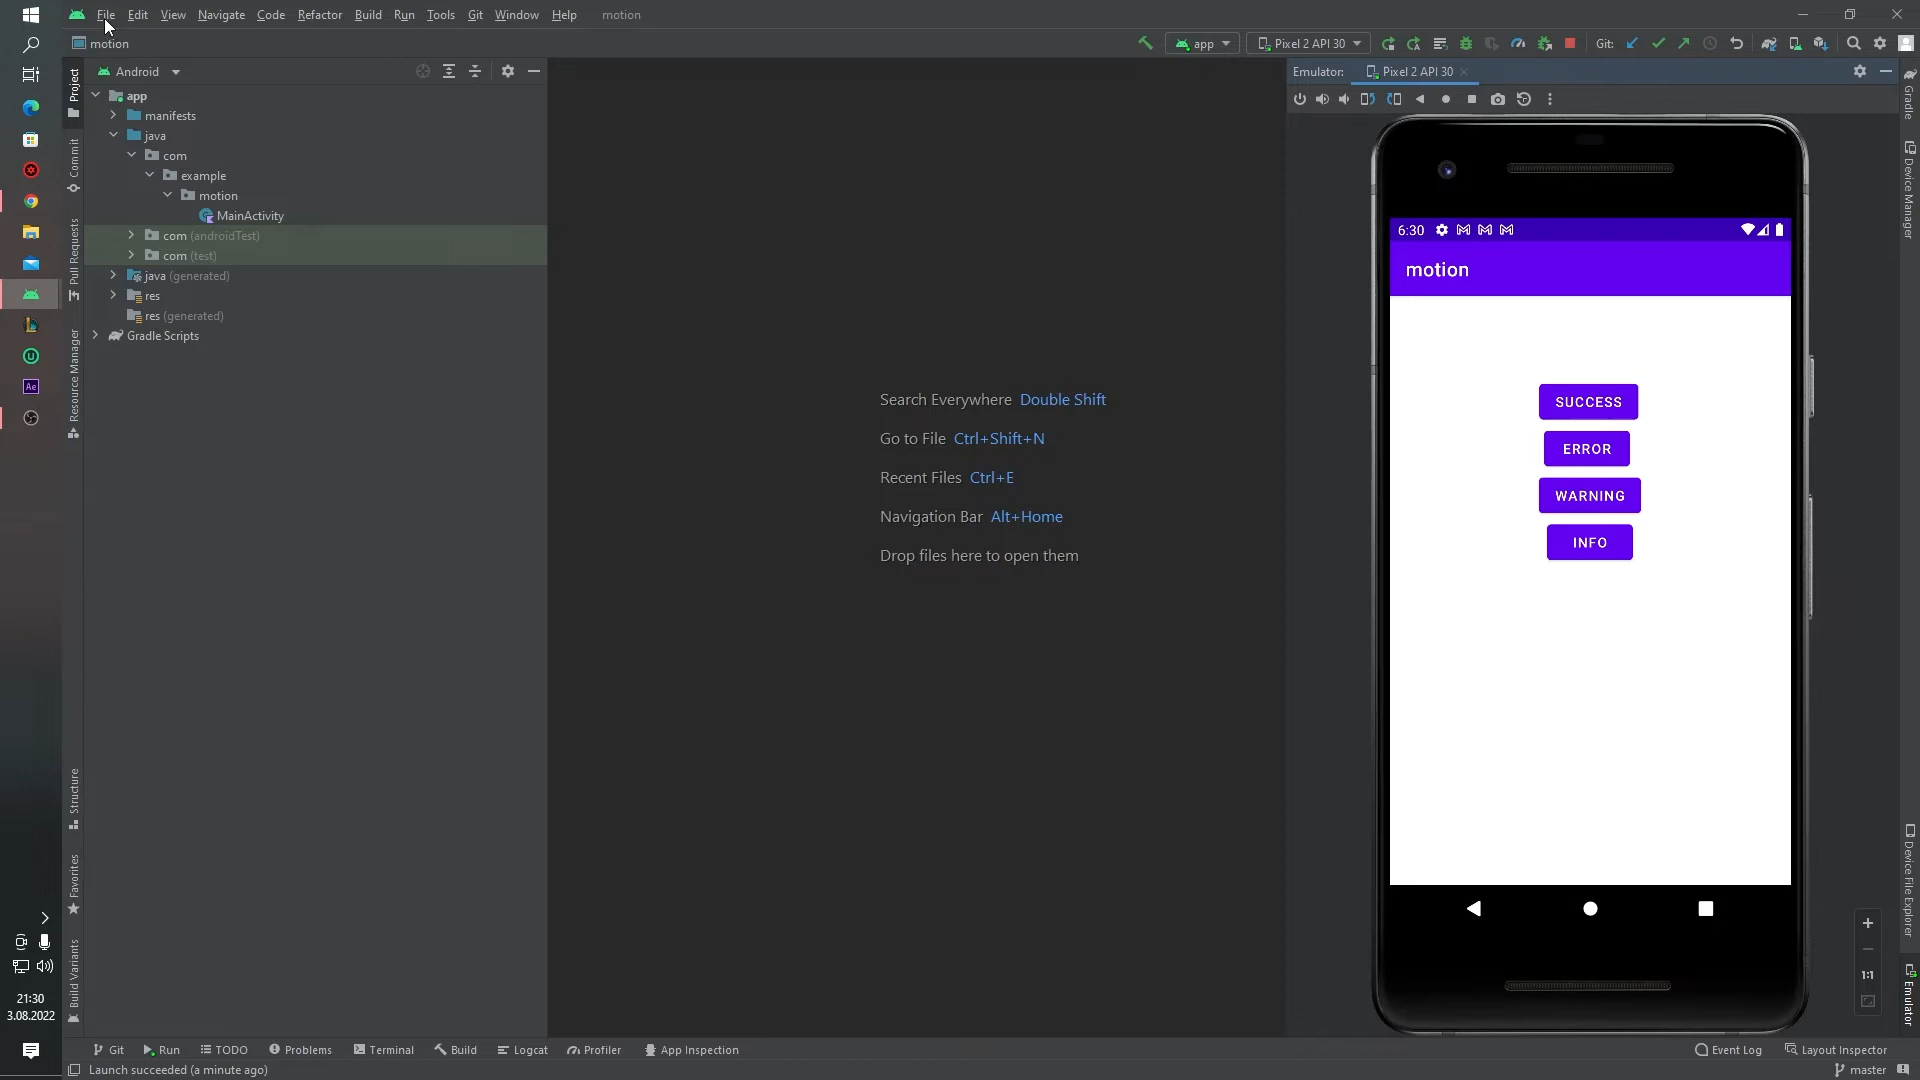 File Edit View Navigate Code Refactor Build Run Tools Git Window Help motion
motion
app
Pixel 2 API 30
Git:
Project
Commit
Pull Requests
Resource Manager
Structure
Favorites
Build Variants
Android
app
manifests
java
com
example
motion
MainActivity
com (androidTest)
com (test)
java (generated)
res
res (generated)
Gradle Scripts
Search Everywhere Double Shift
Go to File Ctrl+Shift+N
Recent Files Ctrl+E
Navigation Bar Alt+Home
Drop files here to open them
Emulator: Pixel 2 API 30
6:30
motion
SUCCESS
ERROR
WARNING
INFO
1:1
Gradle
Device Manager
Device File Explorer
Emulator
Ae
21:30
3.08.2022
Git Run TODO Problems Terminal Build Logcat Profiler App Inspection
Event Log Layout Inspector
Launch succeeded (a minute ago)
master